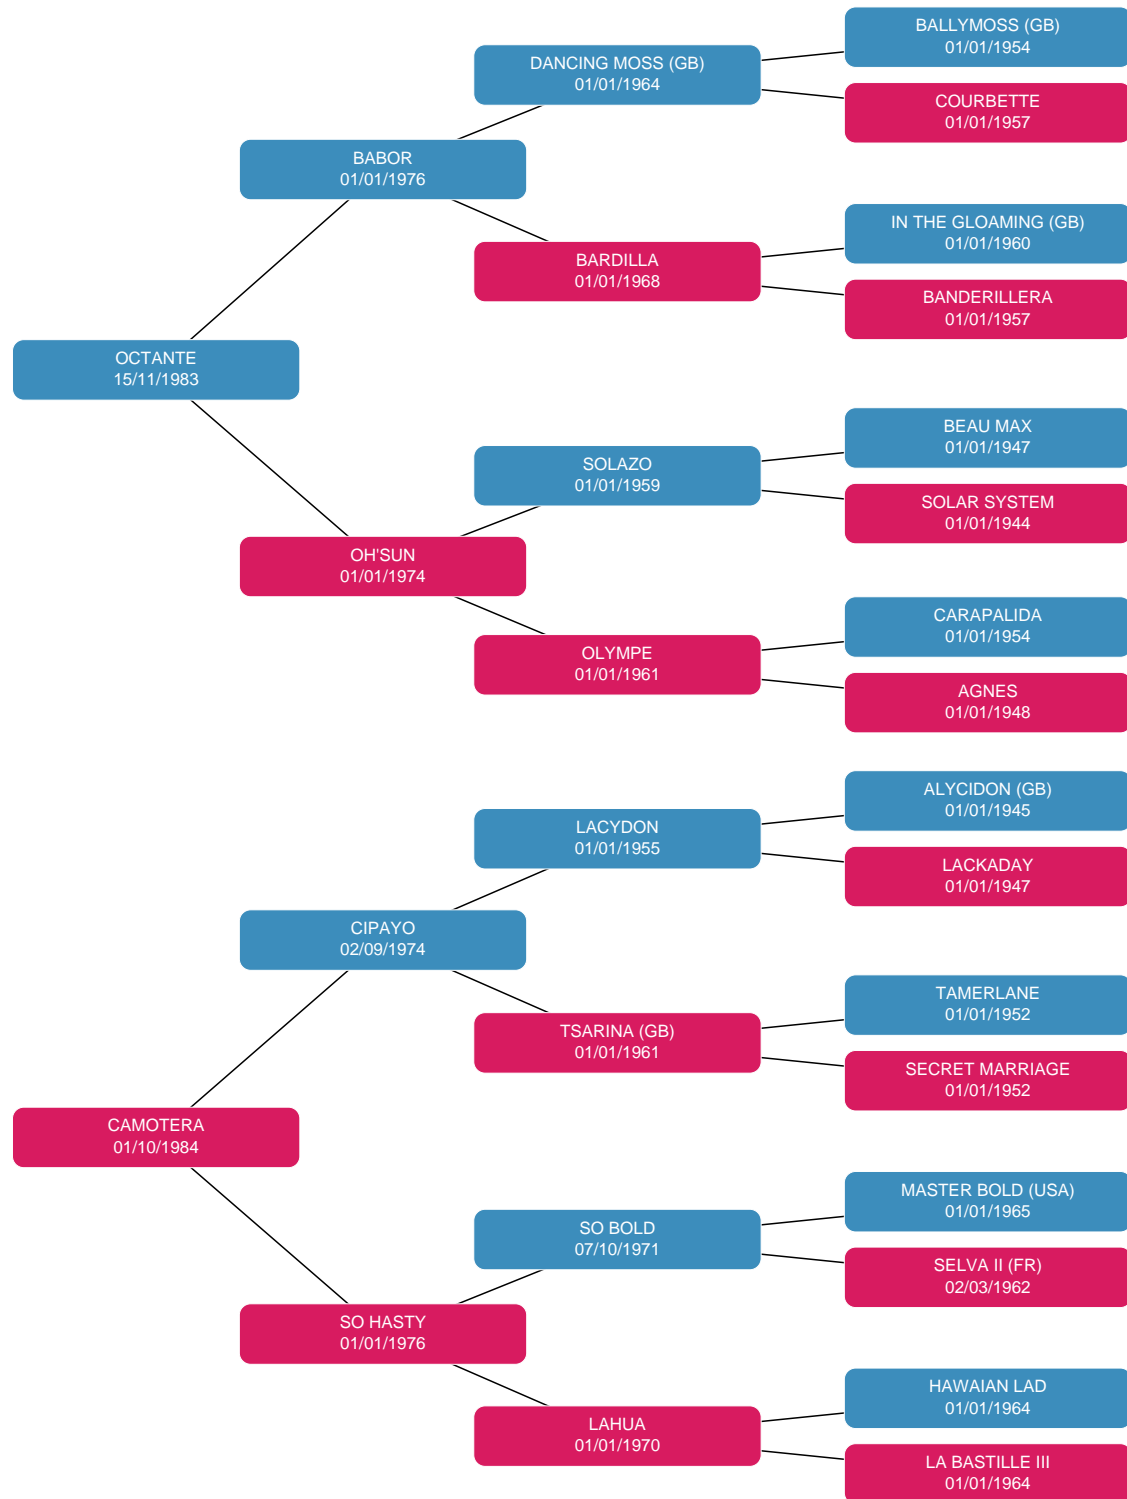 BALLYMOSS (GB)
01/01/1954
DANCING MOSS (GB)
01/01/1964
COURBETTE
01/01/1957
BABOR
01/01/1976
IN THE GLOAMING (GB)
01/01/1960
BARDILLA
01/01/1968
BANDERILLERA
01/01/1957
OCTANTE
15/11/1983
BEAU MAX
01/01/1947
SOLAZO
01/01/1959
SOLAR SYSTEM
01/01/1944
OH'SUN
01/01/1974
CARAPALIDA
01/01/1954
OLYMPE
01/01/1961
AGNES
01/01/1948
ALYCIDON (GB)
01/01/1945
LACYDON
01/01/1955
LACKADAY
01/01/1947
CIPAYO
02/09/1974
TAMERLANE
01/01/1952
TSARINA (GB)
01/01/1961
SECRET MARRIAGE
01/01/1952
CAMOTERA
01/10/1984
MASTER BOLD (USA)
01/01/1965
SO BOLD
07/10/1971
SELVA II (FR)
02/03/1962
SO HASTY
01/01/1976
HAWAIAN LAD
01/01/1964
LAHUA
01/01/1970
LA BASTILLE III
01/01/1964